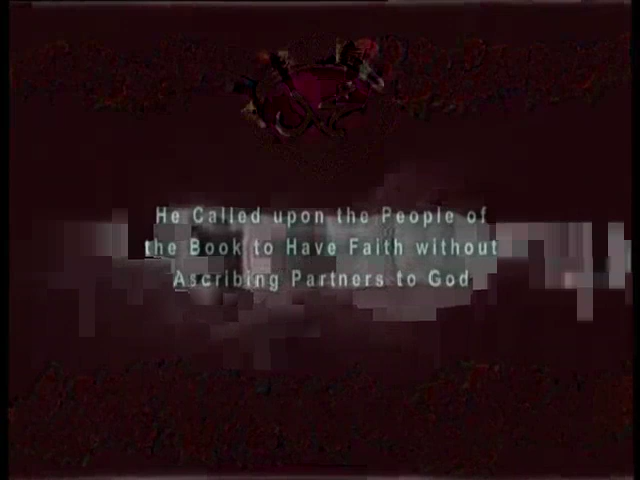 He Called upon the People of
the Book to Have Faith without
Ascribing Partners to God